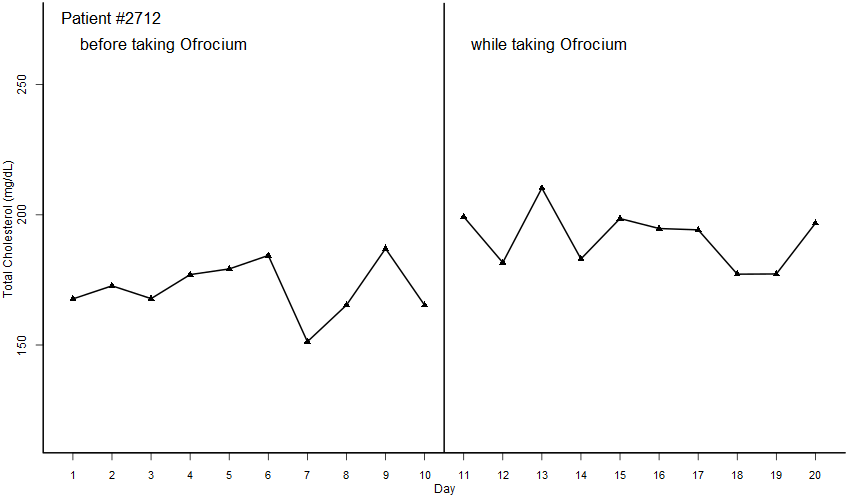 Patient #2712
before taking Ofrocium
while taking Ofrocium
Total Cholesterol (mg/dL)
250
200
150
1 2 3 4 5 6 7 8 9 10 11 12 13 14 15 16 17 18 19 20
Day